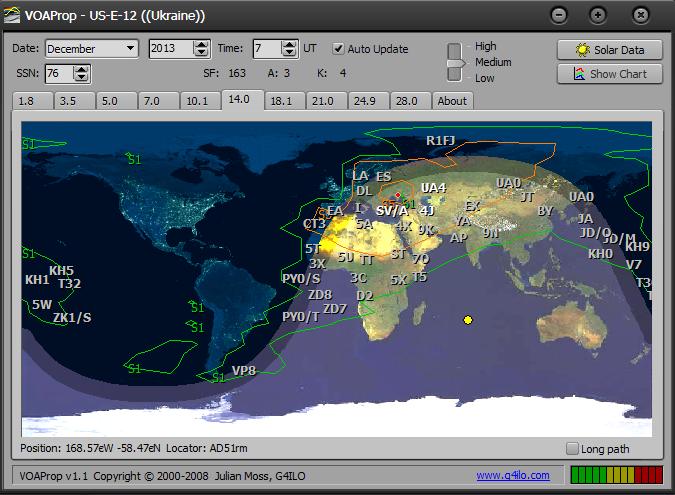 VOAProp - US-E-12 ((Ukraine))
Date: December 2013 Time: 7 UT Auto Update High Medium Low Solar Data
SSN: 76 SF: 163 A: 3 K: 4 Show Chart
1.8 3.5 5.0 7.0 10.1 14.0 18.1 21.0 24.9 28.0 About
R1FJ
S1
S1
LA ES
DL UA4 UA0 JT UA0
EA I SV/A S1 4J EX BY JA
CT3 5A 4X 9K YA 9N JD/O
5T 5U TT ST 7O AP KH0 JD/M KH9
S1
KH1 KH5 T32 3X PY0/S 3C 5X T5 V7
5W ZK1/S ZD8 D2 ZD7 PY0/T
S1
S1
S1 S1 VP8
Position: 168.57eW -58.47eN Locator: AD51rm Long path
VOAProp v1.1 Copyright © 2000-2008 Julian Moss, G4ILO www.g4ilo.com